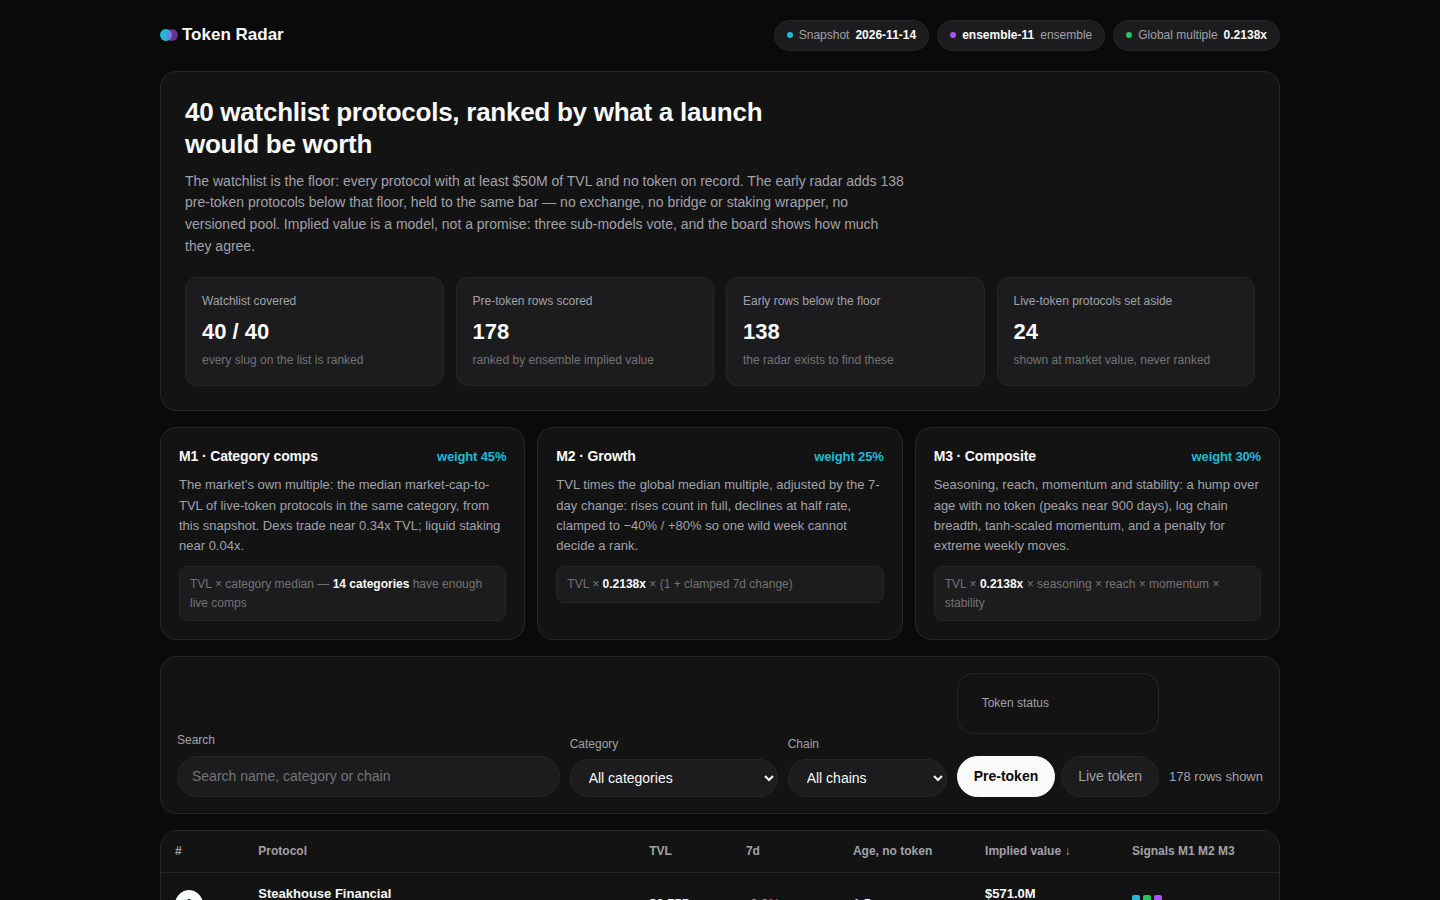 Token Radar
Snapshot 2026-11-14
ensemble-11 ensemble
Global multiple 0.2138x
40 watchlist protocols, ranked by what a launch
would be worth
The watchlist is the floor: every protocol with at least $50M of TVL and no token on record. The early radar adds 138
pre-token protocols below that floor, held to the same bar — no exchange, no bridge or staking wrapper, no
versioned pool. Implied value is a model, not a promise: three sub-models vote, and the board shows how much
they agree.
Watchlist covered
40 / 40
every slug on the list is ranked
Pre-token rows scored
178
ranked by ensemble implied value
Early rows below the floor
138
the radar exists to find these
Live-token protocols set aside
24
shown at market value, never ranked
M1 · Category comps
weight 45%
The market's own multiple: the median market-cap-to-
TVL of live-token protocols in the same category, from
this snapshot. Dexs trade near 0.34x TVL; liquid staking
near 0.04x.
TVL × category median — 14 categories have enough
live comps
M2 · Growth
weight 25%
TVL times the global median multiple, adjusted by the 7-
day change: rises count in full, declines at half rate,
clamped to −40% / +80% so one wild week cannot
decide a rank.
TVL × 0.2138x × (1 + clamped 7d change)
M3 · Composite
weight 30%
Seasoning, reach, momentum and stability: a hump over
age with no token (peaks near 900 days), log chain
breadth, tanh-scaled momentum, and a penalty for
extreme weekly moves.
TVL × 0.2138x × seasoning × reach × momentum ×
stability
Token status
Search
Category
Chain
Search name, category or chain
All categories
All chains
Pre-token
Live token
178 rows shown
# Protocol TVL 7d Age, no token Implied value ↓ Signals M1 M2 M3
Steakhouse Financial
$571.0M